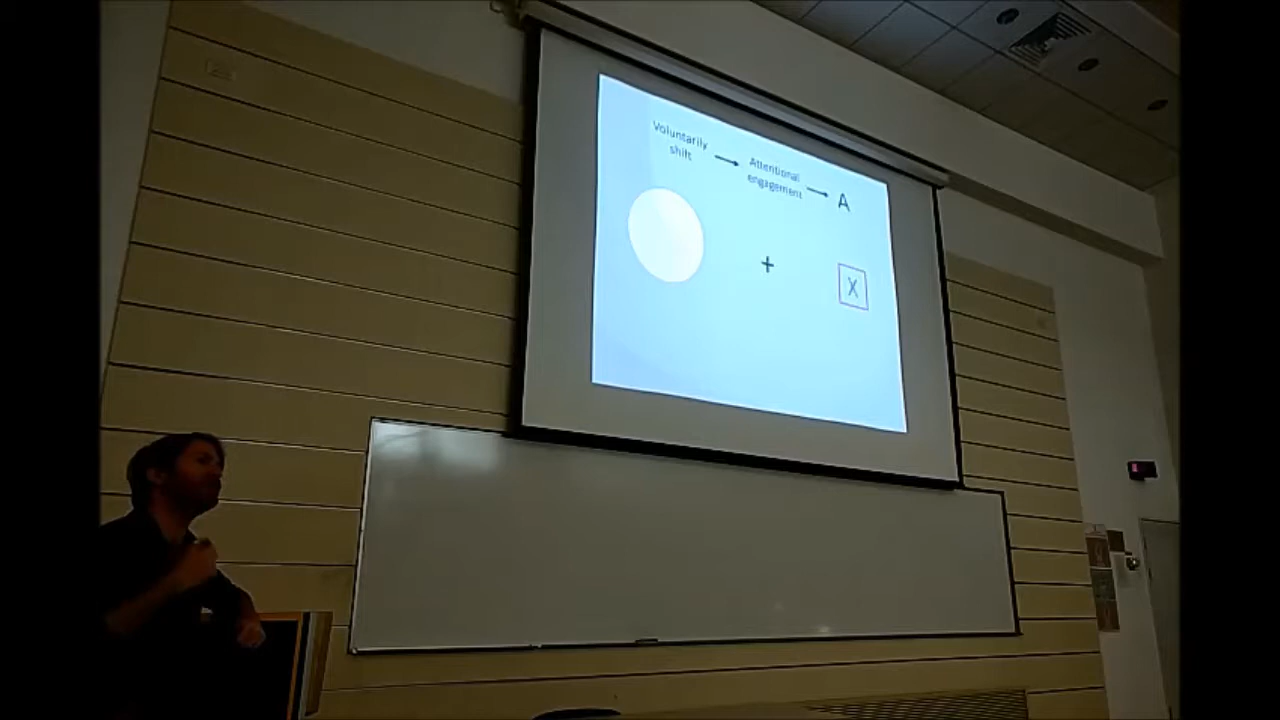 Voluntarily
shift
Attentional
engagement
A
+
X